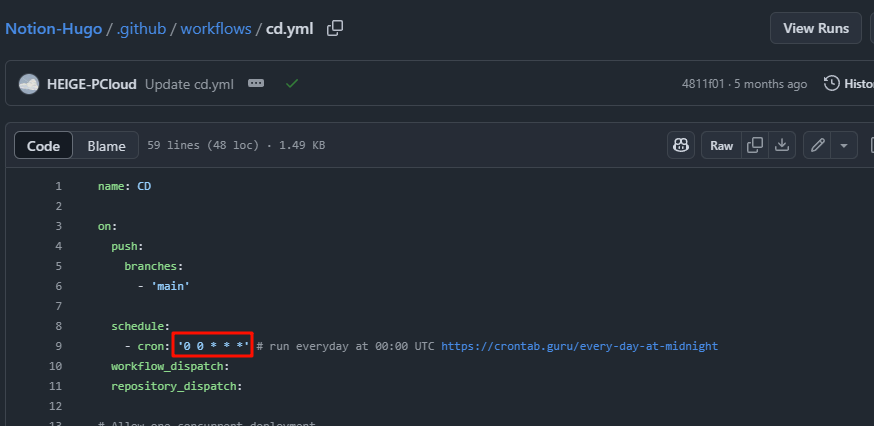 Notion-Hugo / .github / workflows / cd.yml
View Runs
HEIGE-PCloud Update cd.yml
4811f01 · 5 months ago
Code Blame 59 lines (48 loc) · 1.49 KB
Raw
1 name: CD
2
3 on:
4 push:
5 branches:
6 - 'main'
7
8 schedule:
9 - cron: '0 0 * * *' # run everyday at 00:00 UTC https://crontab.guru/every-day-at-midnight
10 workflow_dispatch:
11 repository_dispatch:
12
13 # Allow one concurrent deployment